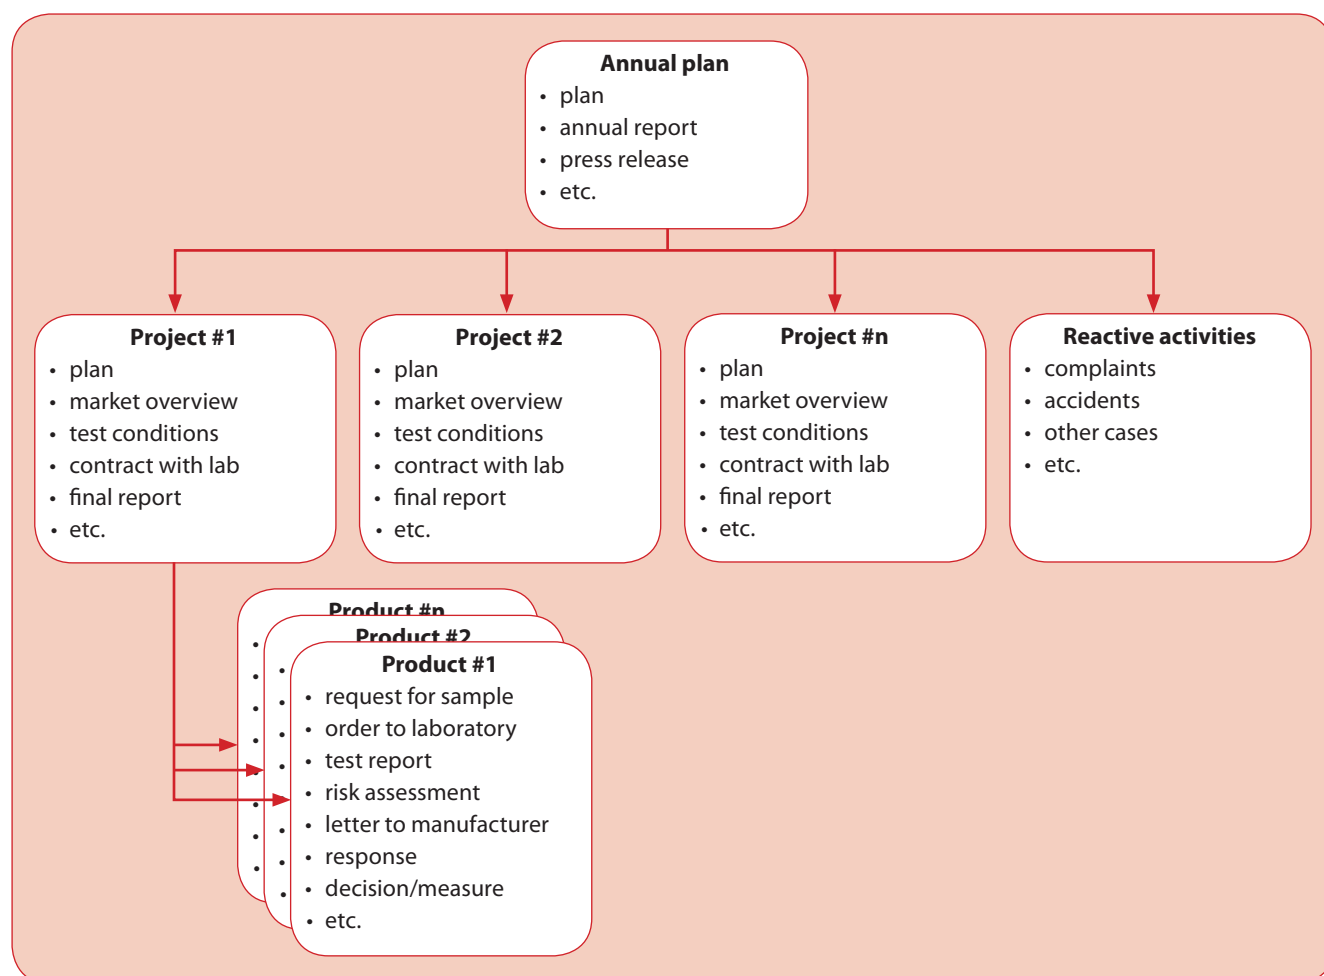 Annual plan
• plan
• annual report
• press release
• etc.
Project #1
• plan
• market overview
• test conditions
• contract with lab
• final report
• etc.
Project #2
• plan
• market overview
• test conditions
• contract with lab
• final report
• etc.
Project #n
• plan
• market overview
• test conditions
• contract with lab
• final report
• etc.
Reactive activities
• complaints
• accidents
• other cases
• etc.
Product #n
Product #2
Product #1
• request for sample
• order to laboratory
• test report
• risk assessment
• letter to manufacturer
• response
• decision/measure
• etc.